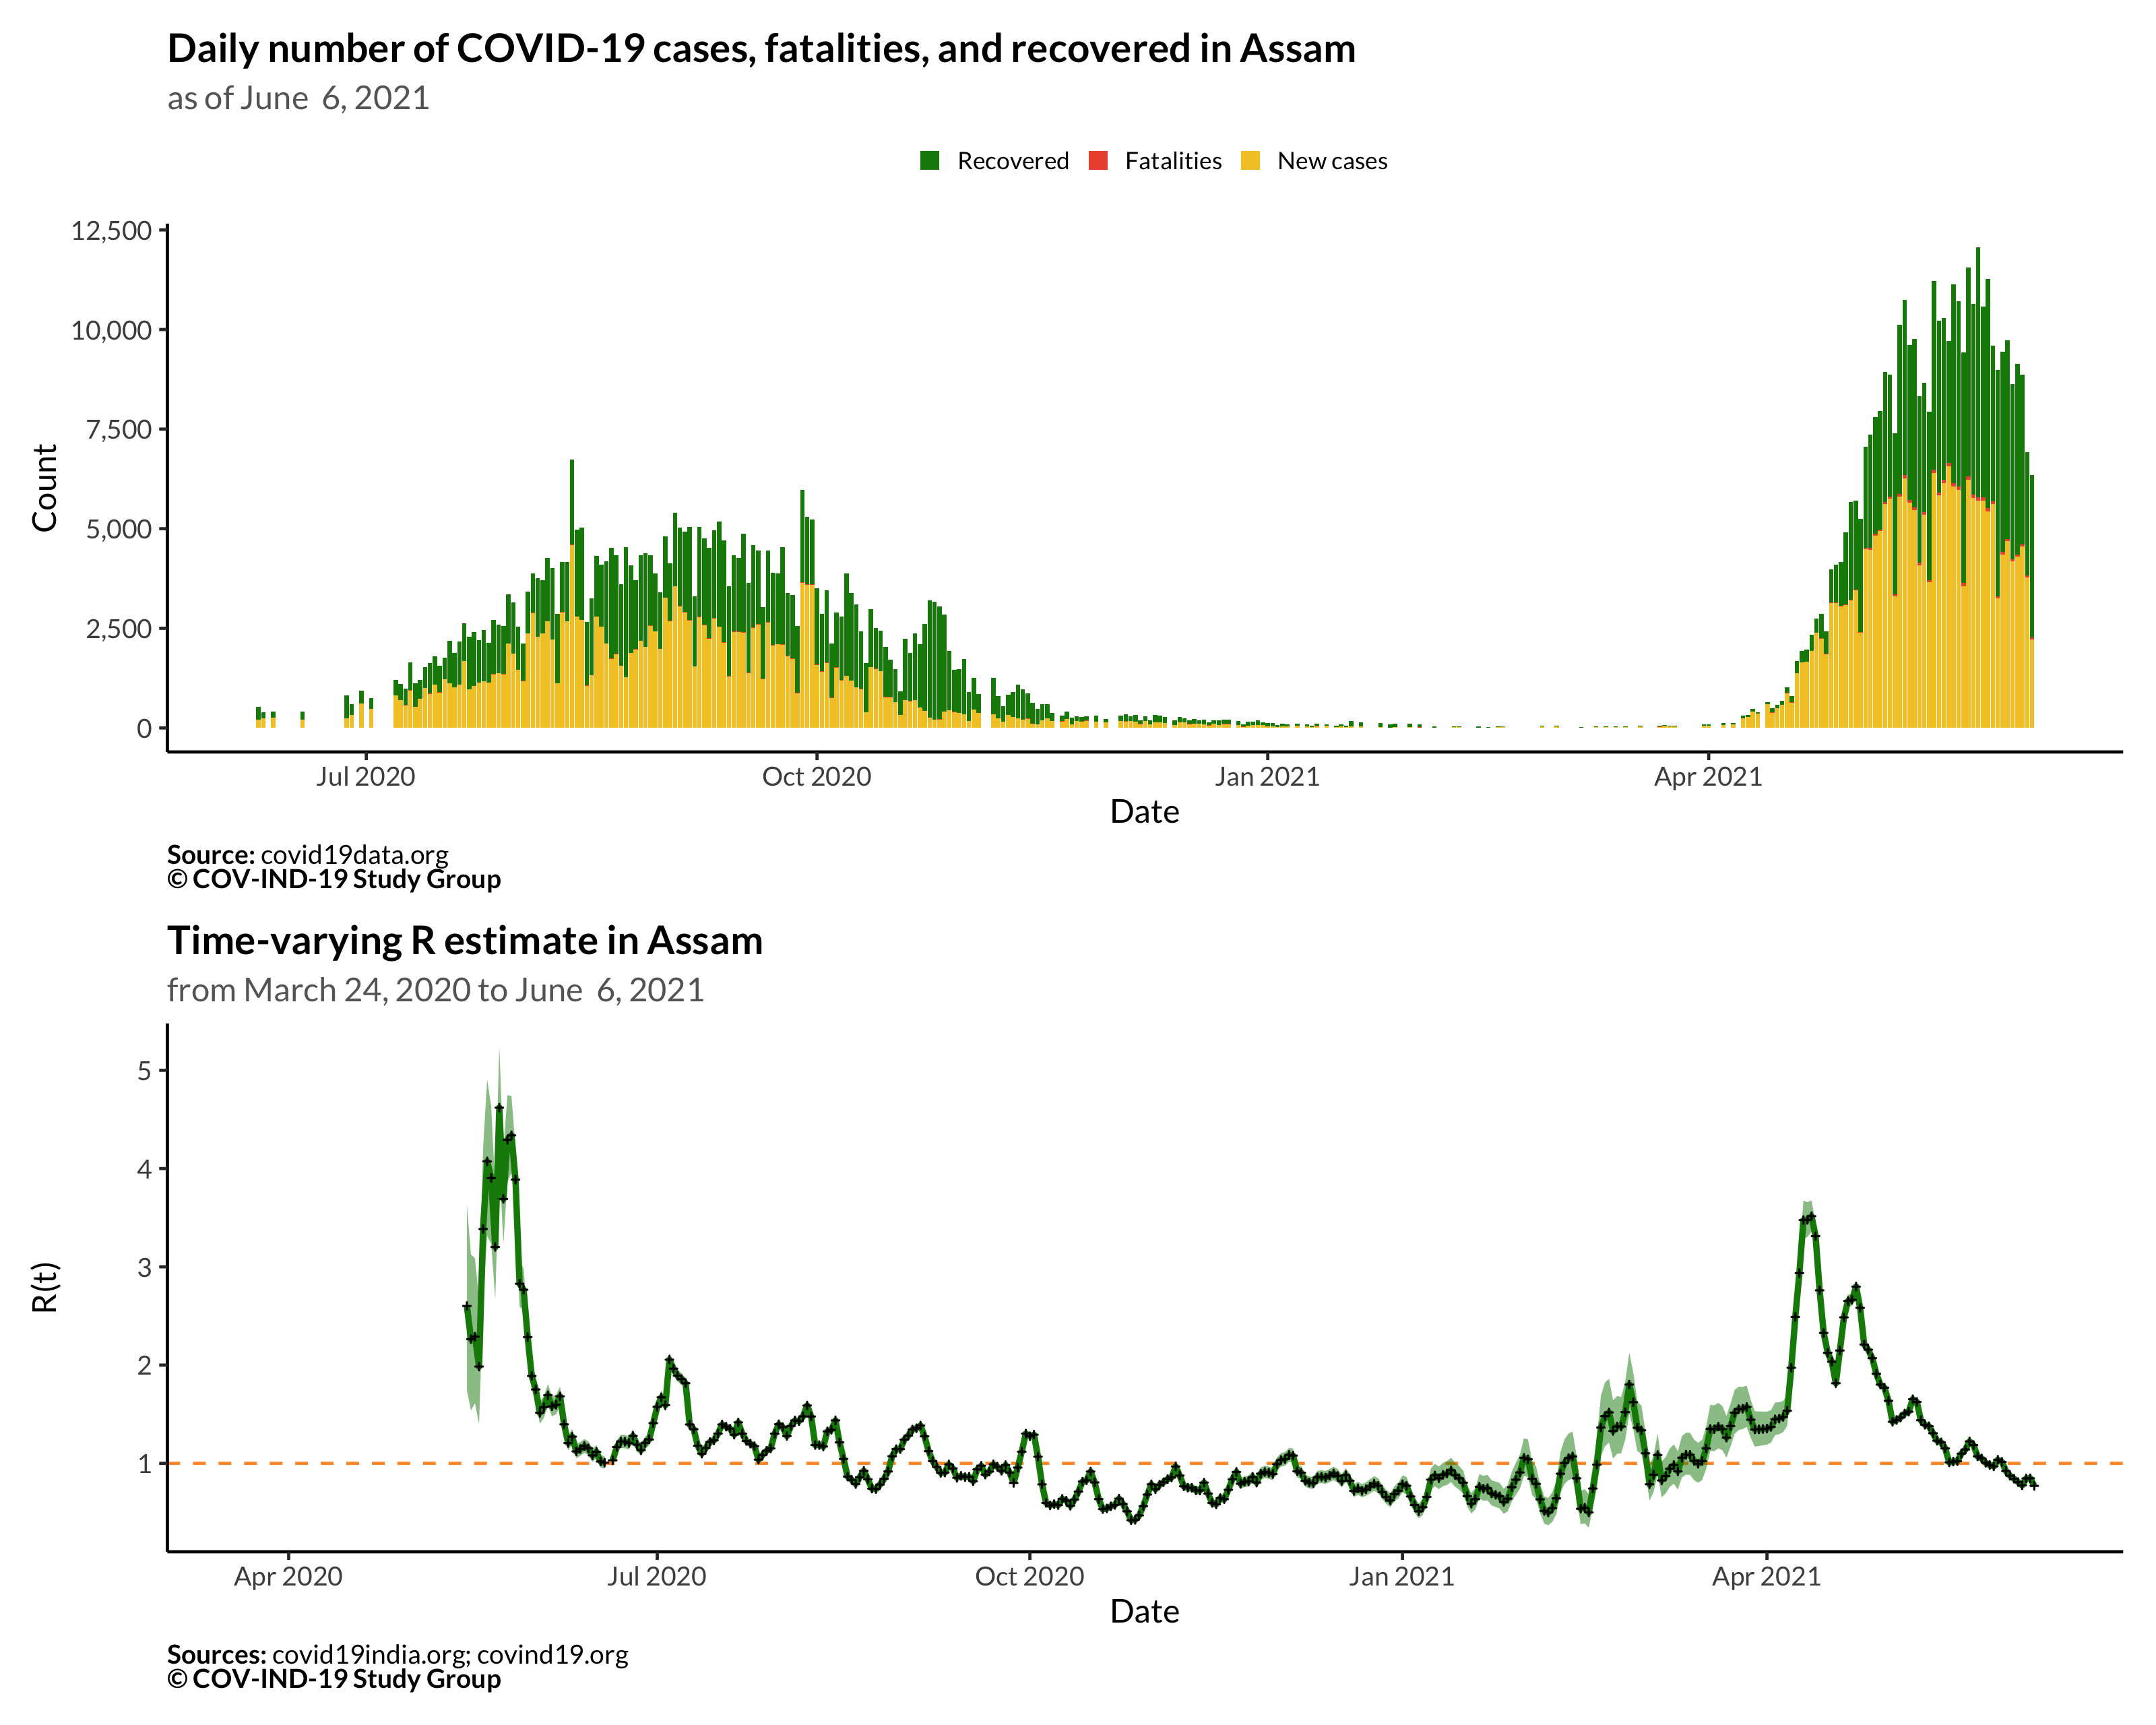 Daily number of COVID-19 cases, fatalities, and recovered in Assam
as of June  6, 2021
Recovered Fatalities New cases
12,500
10,000
7,500
5,000
2,500
0
Count
Jul 2020 Oct 2020 Jan 2021 Apr 2021
Date
Source: covid19data.org
© COV-IND-19 Study Group
Time-varying R estimate in Assam
from March 24, 2020 to June  6, 2021
5
4
3
2
1
R(t)
Apr 2020 Jul 2020 Oct 2020 Jan 2021 Apr 2021
Date
Sources: covid19india.org; covind19.org
© COV-IND-19 Study Group